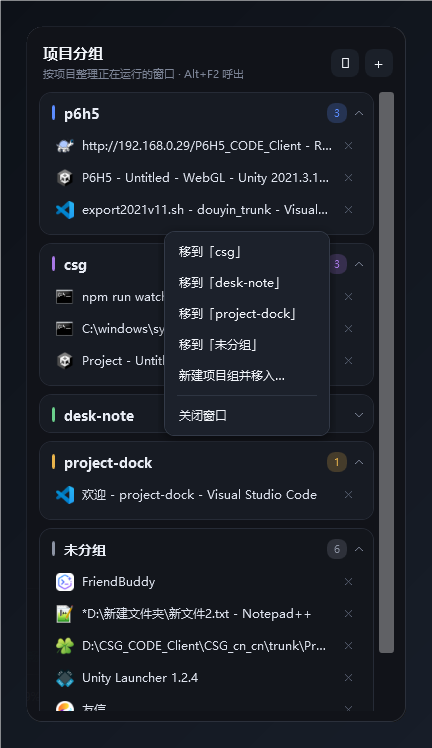 项目分组
按项目整理正在运行的窗口 · Alt+F2 呼出
+
p6h5
3
http://192.168.0.29/P6H5_CODE_Client - R...
P6H5 - Untitled - WebGL - Unity 2021.3.1...
export2021v11.sh - douyin_trunk - Visual...
移到「csg」
移到「desk-note」
移到「project-dock」
移到「未分组」
新建项目组并移入...
关闭窗口
csg
3
npm run watch
C:\windows\sy
Project - Untitl
desk-note
project-dock
1
欢迎 - project-dock - Visual Studio Code
未分组
6
FriendBuddy
*D:\新建文件夹\新文件2.txt - Notepad++
D:\CSG_CODE_Client\CSG_cn_cn\trunk\Pr...
Unity Launcher 1.2.4
友信